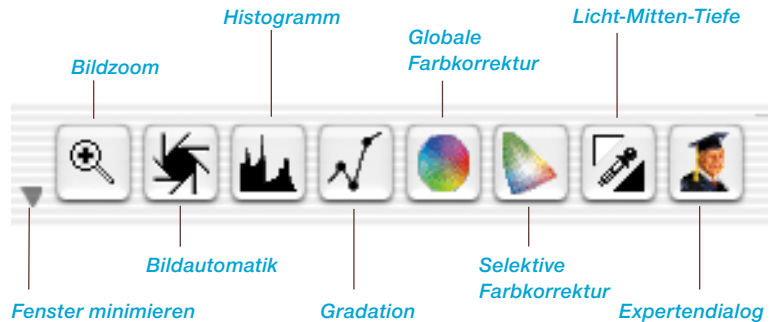 Histogramm
Licht-Mitten-Tiefe
Globale
Farbkorrektur
Bildzoom
Bildautomatik
Selektive
Farbkorrektur
Fenster minimieren
Gradation
Expertendialog